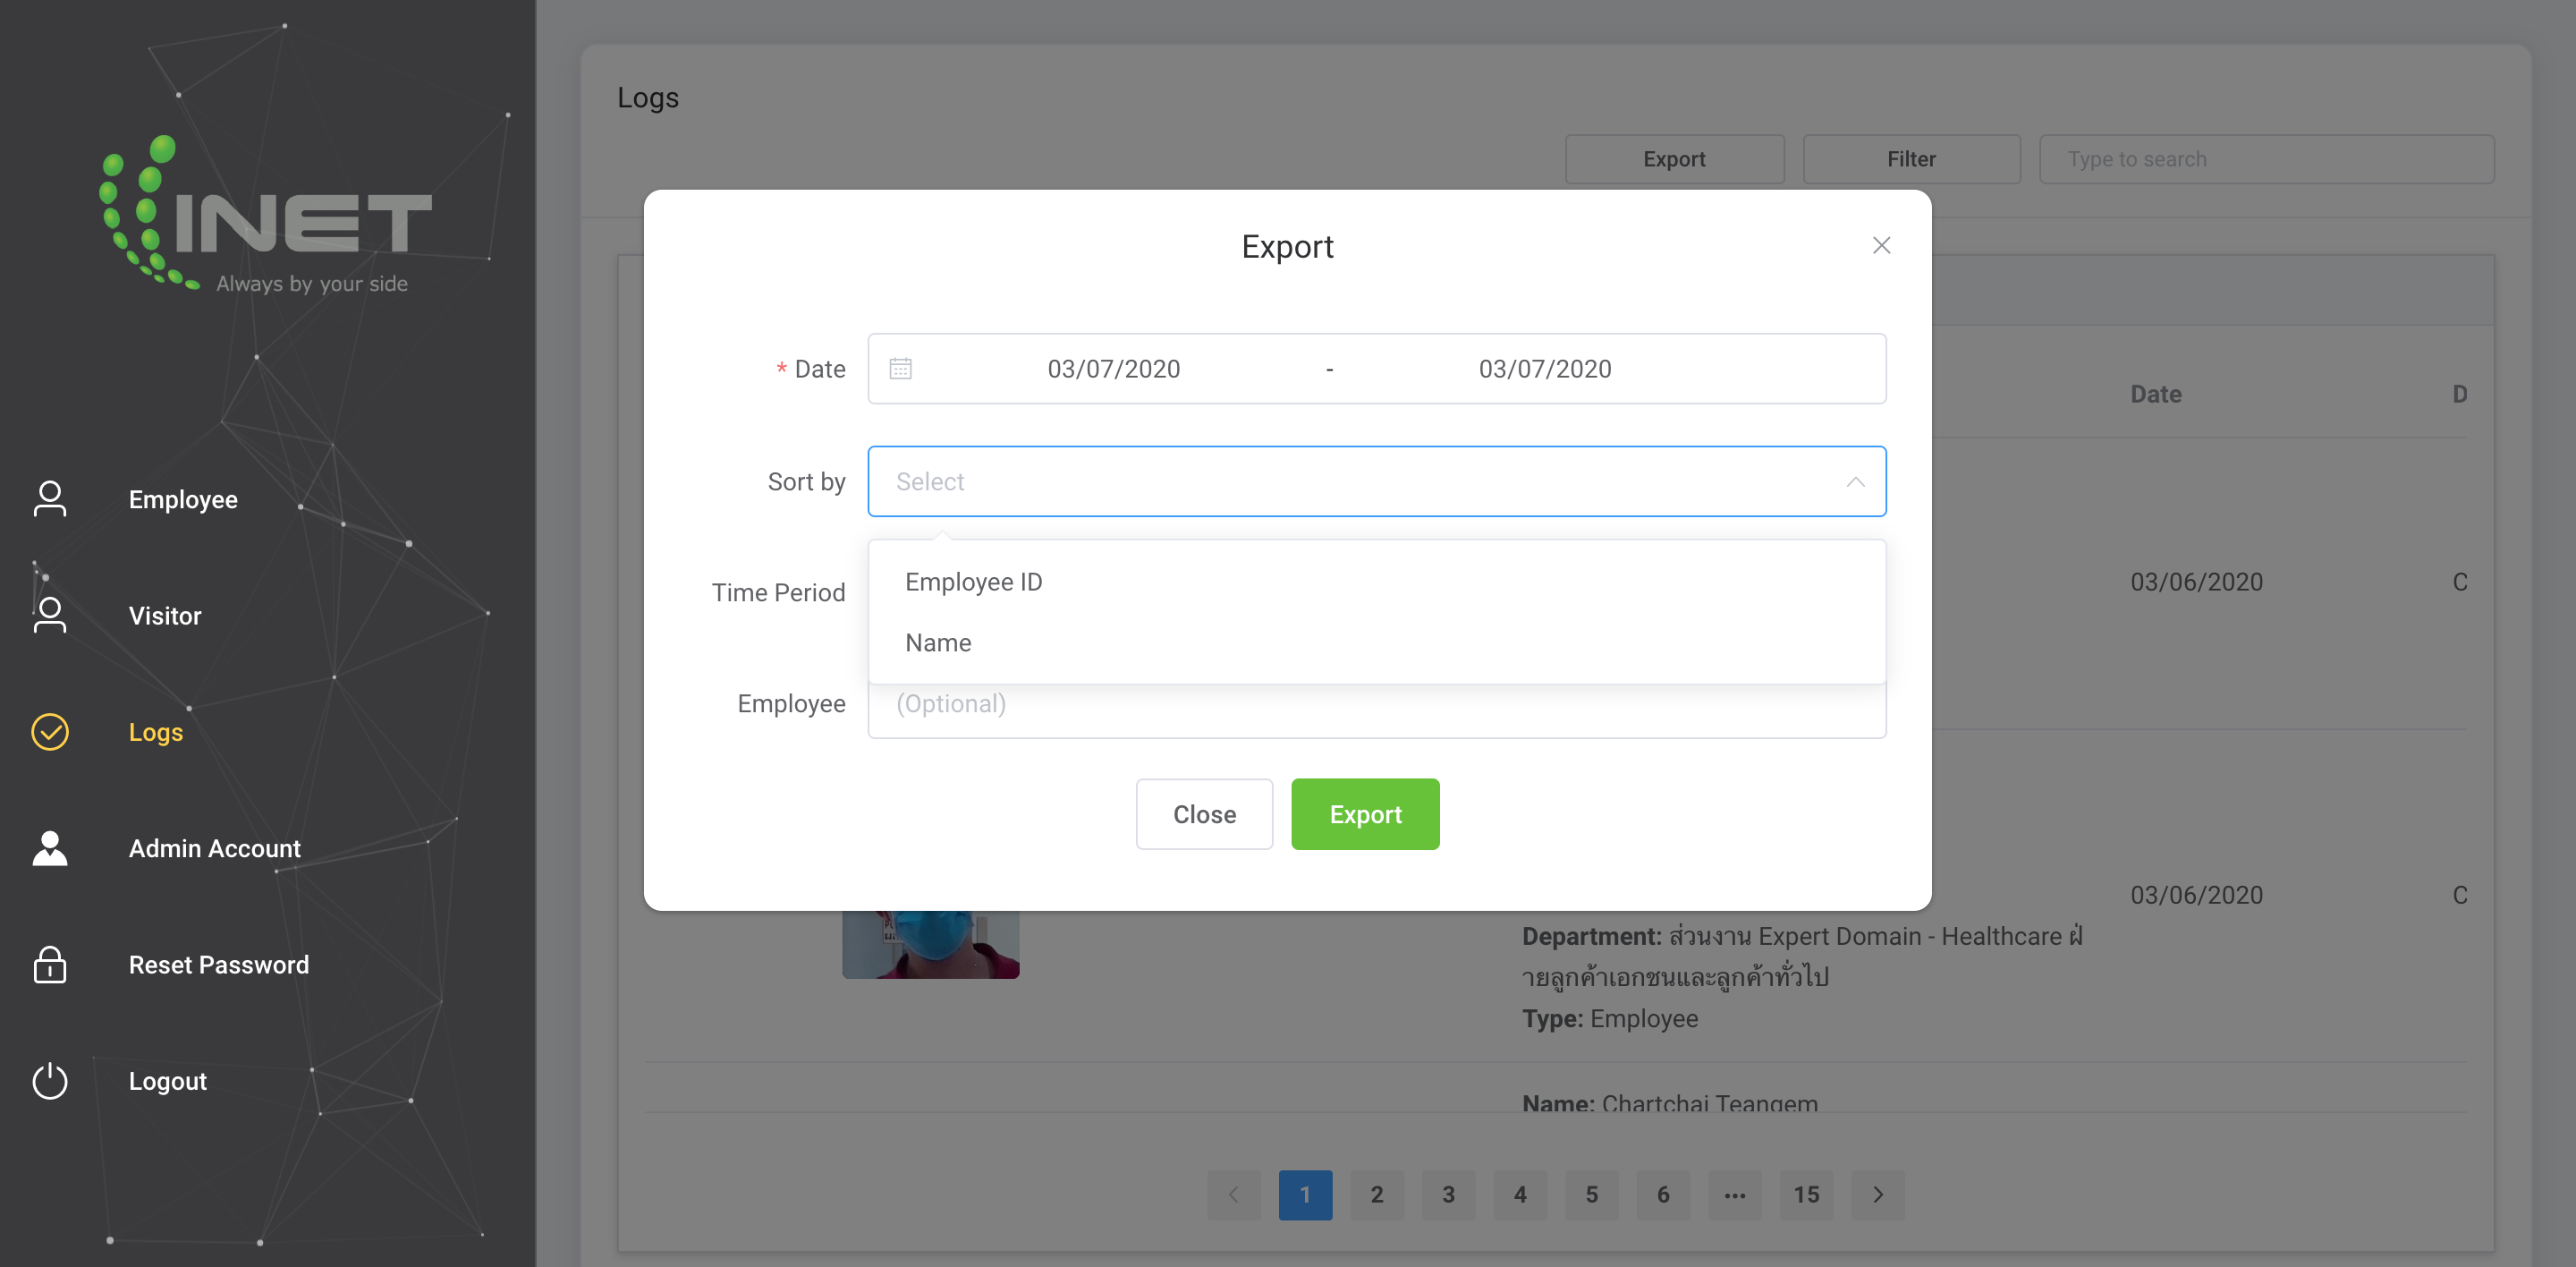 INET
Always by your side
Employee
Visitor
Logs
Admin Account
Reset Password
Logout
Logs
Export
Filter
Type to search
Export
* Date
03/07/2020 - 03/07/2020
Sort by
Select
Employee ID
Name
Time Period
Employee
(Optional)
Close
Export
Date
D
03/06/2020
C
03/06/2020
C
Department: ส่วนงาน Expert Domain - Healthcare ฝ่
ายลูกค้าเอกชนและลูกค้าทั่วไป
Type: Employee
Name: Chartchai Teangem
1 2 3 4 5 6 ••• 15